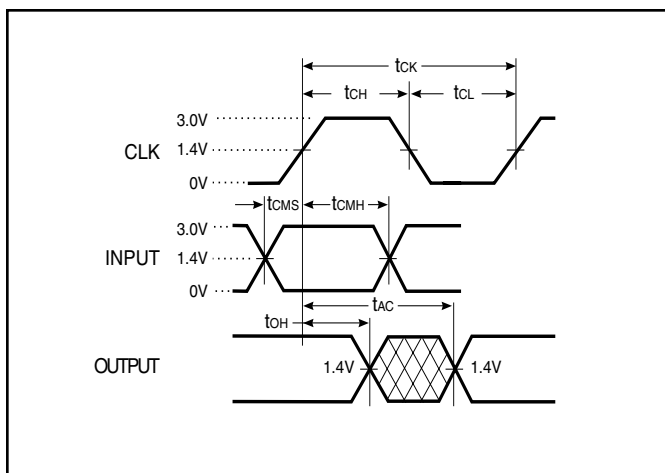 tCK
tCH tCL
3.0V
CLK 1.4V
0V
tCMS tCMH
3.0V
INPUT 1.4V
0V
tAC
tOH
OUTPUT 1.4V 1.4V